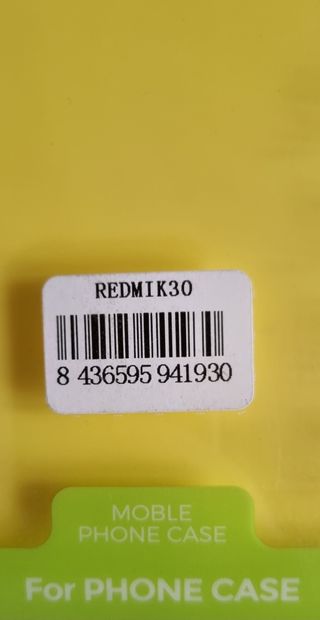 REDMIK30
8 436595 941930
MOBLE
PHONE CASE
For PHONE CASE